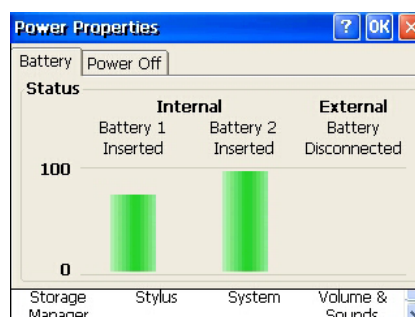 Power Properties ? OK ×
Battery Power Off
Status
Internal External
Battery 1 Battery 2 Battery
Inserted Inserted Disconnected
100
0
Storage Stylus System Volume &
Manager Sounds